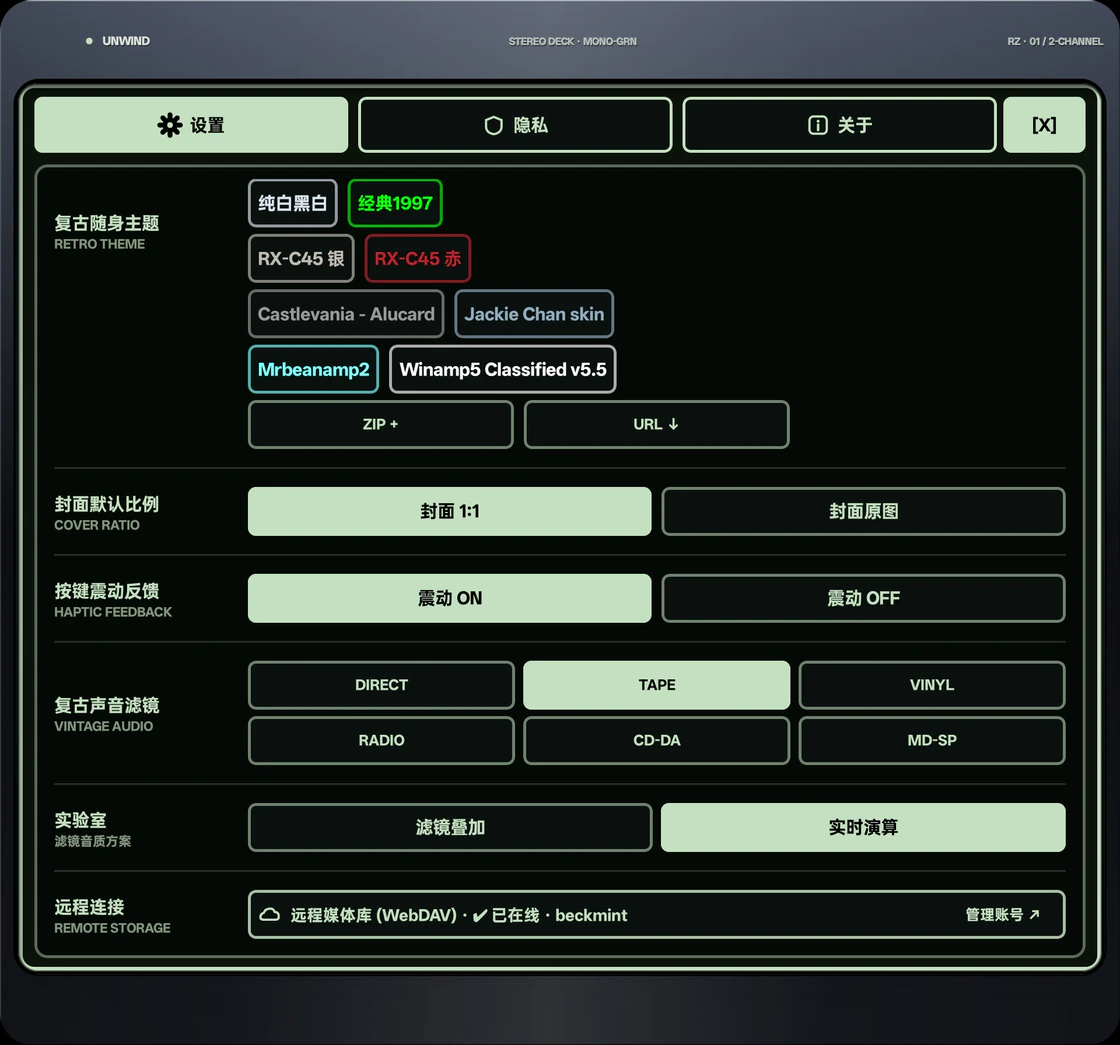 UNWIND
STEREO DECK · MONO-GRN
RZ · 01 / 2-CHANNEL
设置
隐私
关于
[X]
复古随身主题
RETRO THEME
纯白黑白
经典1997
RX-C45 银
RX-C45 赤
Castlevania - Alucard
Jackie Chan skin
Mrbeanamp2
Winamp5 Classified v5.5
ZIP +
URL ↓
封面默认比例
COVER RATIO
封面 1:1
封面原图
按键震动反馈
HAPTIC FEEDBACK
震动 ON
震动 OFF
复古声音滤镜
VINTAGE AUDIO
DIRECT
TAPE
VINYL
RADIO
CD-DA
MD-SP
实验室
滤镜音质方案
滤镜叠加
实时演算
远程连接
REMOTE STORAGE
远程媒体库 (WebDAV) · ✔ 已在线 · beckmint
管理账号 ↗